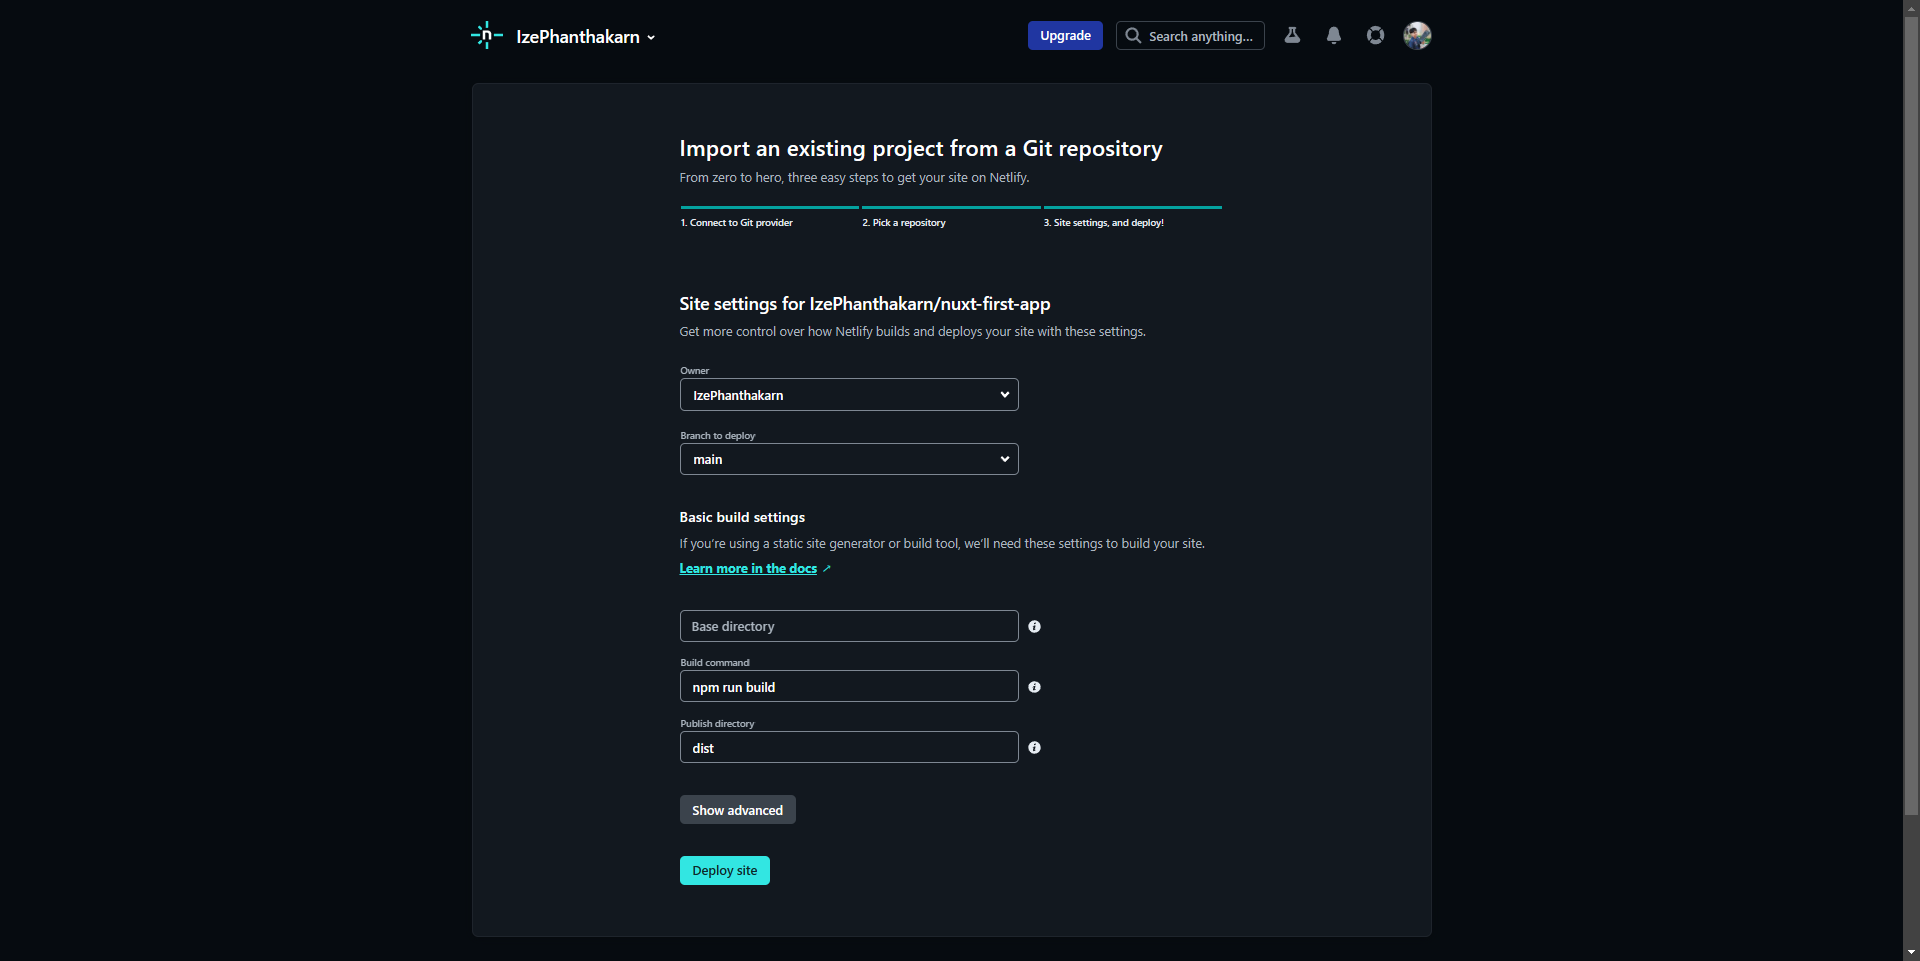 IzePhanthakarn
Upgrade
Search anything...
Import an existing project from a Git repository
From zero to hero, three easy steps to get your site on Netlify.
1. Connect to Git provider
2. Pick a repository
3. Site settings, and deploy!
Site settings for IzePhanthakarn/nuxt-first-app
Get more control over how Netlify builds and deploys your site with these settings.
Owner
IzePhanthakarn
Branch to deploy
main
Basic build settings
If you’re using a static site generator or build tool, we’ll need these settings to build your site.
Learn more in the docs
Base directory
Build command
npm run build
Publish directory
dist
Show advanced
Deploy site